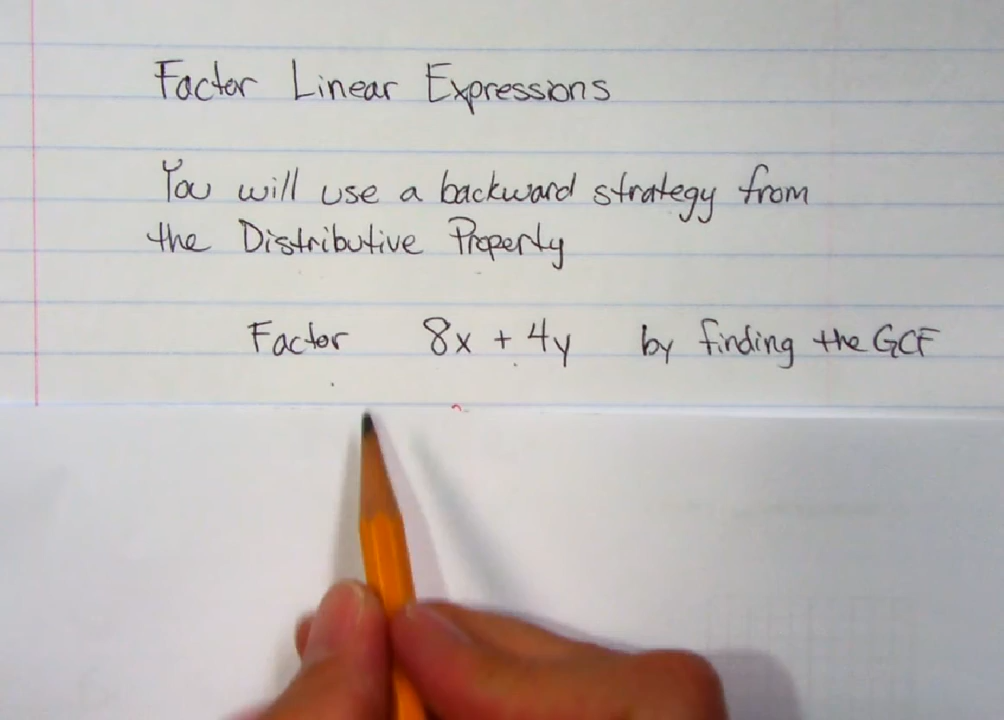 Factor Linear Expressions
You will use a backward strategy from
the Distributive Property
Factor 8x + 4y by finding the GCF